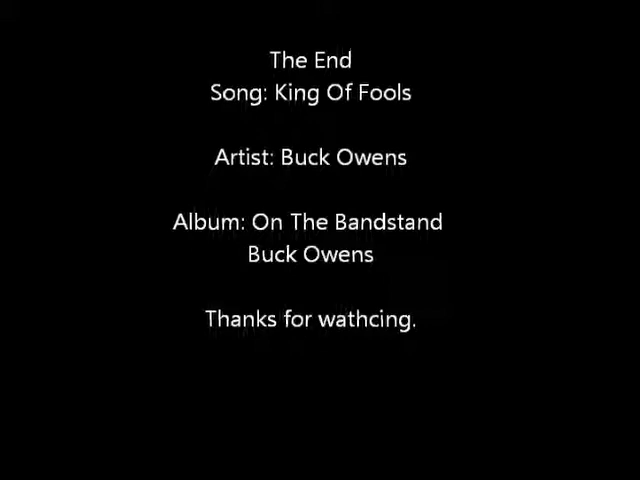 The End
Song: King Of Fools
Artist: Buck Owens
Album: On The Bandstand
Buck Owens
Thanks for wathcing.